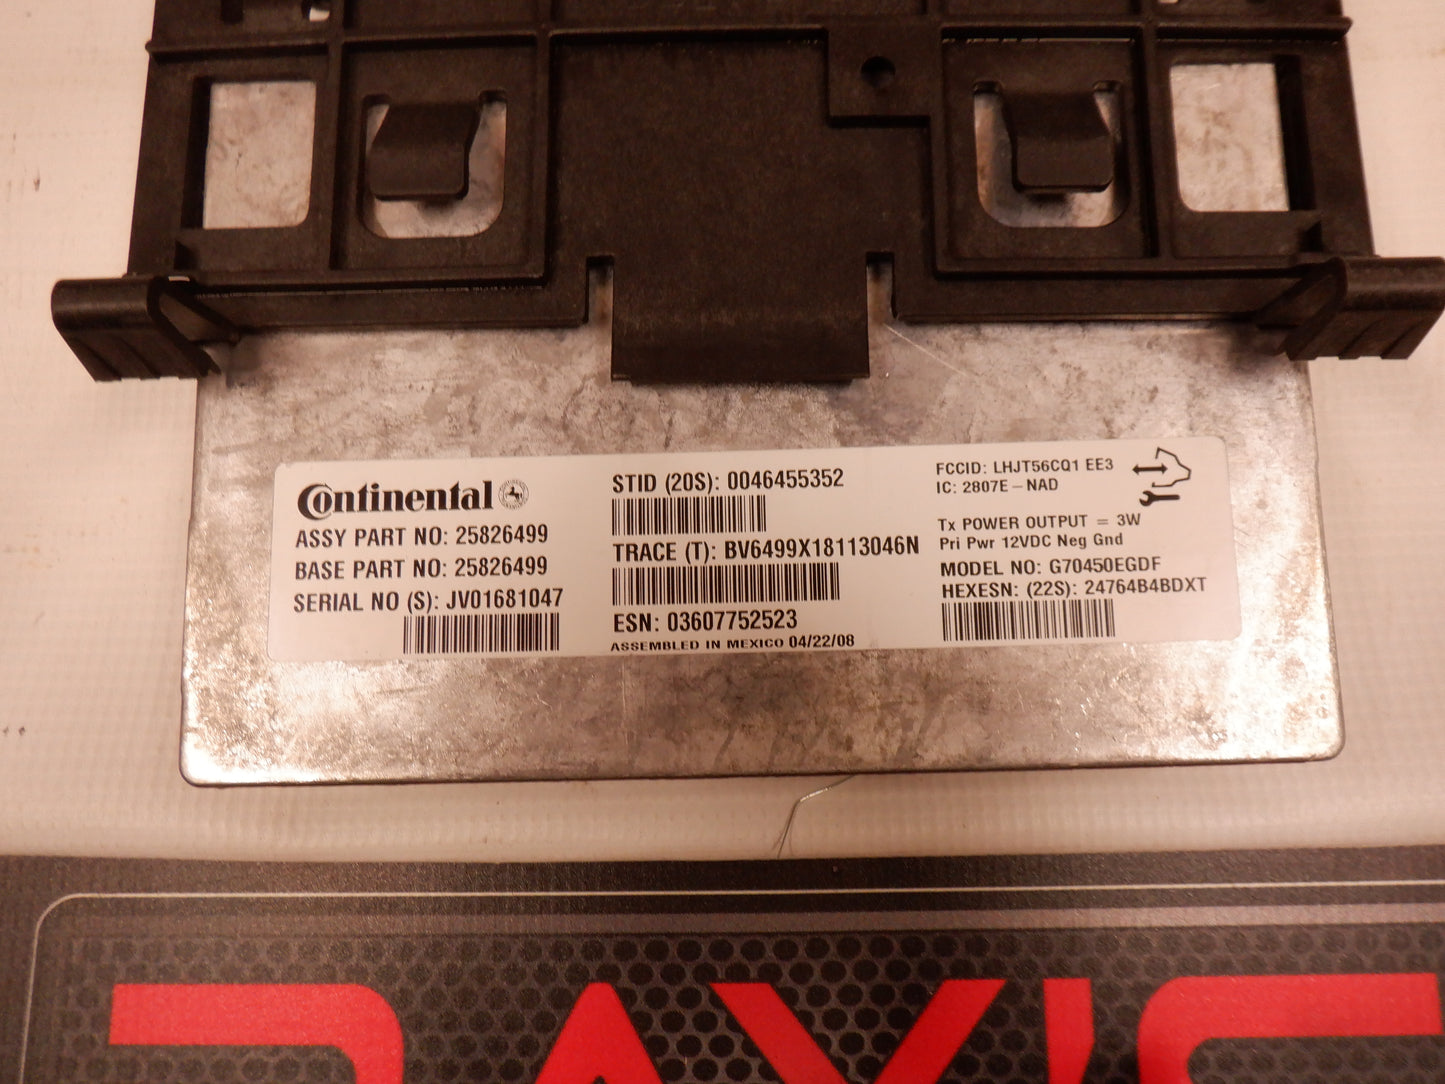 Continental
ASSY PART NO: 25826499
BASE PART NO: 25826499
SERIAL NO (S): JV01681047
STID (20S): 0046455352
TRACE (T): BV6499X18113046N
ESN: 03607752523
ASSEMBLED IN MEXICO 04/22/08
FCCID: LHJT56CQ1 EE3
IC: 2807E – NAD
Tx POWER OUTPUT = 3W
Pri Pwr 12VDC Neg Gnd
MODEL NO: G70450EGDF
HEXESN: (22S): 24764B4BDXT